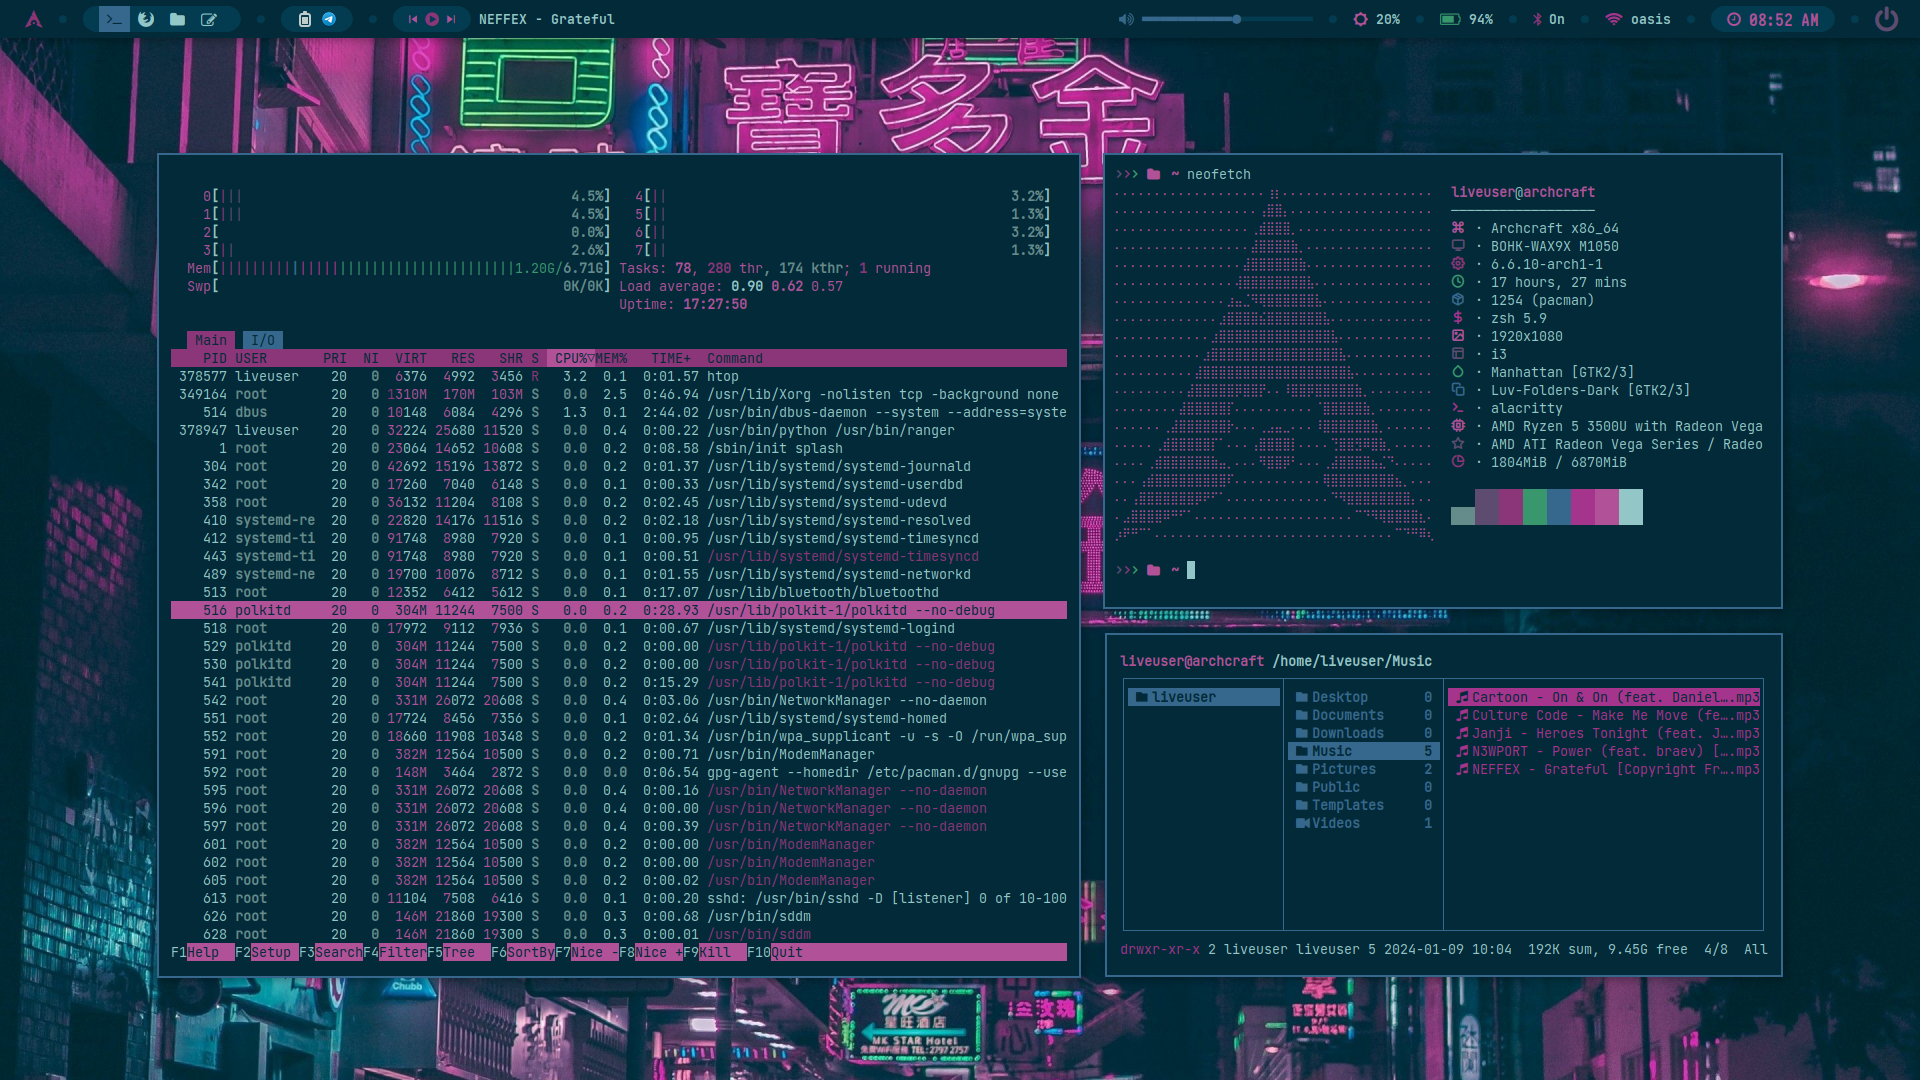 NEFFEX - Grateful
20%
94%
On
oasis
08:52 AM
寶多金
0[||| 4.5%] 4[|| 3.2%]
1[||| 4.5%] 5[|| 1.3%]
2[ 0.0%] 6[|| 3.2%]
3[|| 2.6%] 7[|| 1.3%]
Mem[|||||||||||||||||||||||||||||||||||||1.20G/6.71G] Tasks: 78, 280 thr, 174 kthr; 1 running
Swp[ 0K/0K] Load average: 0.90 0.62 0.57
Uptime: 17:27:50
Main I/O
PID USER PRI NI VIRT RES SHR S CPU%▽MEM% TIME+ Command
378577 liveuser 20 0 6376 4992 3456 R 3.2 0.1 0:01.57 htop
349164 root 20 0 1310M 170M 103M S 0.0 2.5 0:46.94 /usr/lib/Xorg -nolisten tcp -background none
514 dbus 20 0 10148 6084 4296 S 1.3 0.1 2:44.02 /usr/bin/dbus-daemon --system --address=syste
378947 liveuser 20 0 32224 25680 11520 S 0.0 0.4 0:00.22 /usr/bin/python /usr/bin/ranger
1 root 20 0 23064 14652 10608 S 0.0 0.2 0:08.58 /sbin/init splash
304 root 20 0 42692 15196 13872 S 0.0 0.2 0:01.37 /usr/lib/systemd/systemd-journald
342 root 20 0 17260 7040 6148 S 0.0 0.1 0:00.33 /usr/lib/systemd/systemd-userdbd
358 root 20 0 36132 11204 8108 S 0.0 0.2 0:02.45 /usr/lib/systemd/systemd-udevd
410 systemd-re 20 0 22820 14176 11516 S 0.0 0.2 0:02.18 /usr/lib/systemd/systemd-resolved
412 systemd-ti 20 0 91748 8980 7920 S 0.0 0.1 0:00.95 /usr/lib/systemd/systemd-timesyncd
443 systemd-ti 20 0 91748 8980 7920 S 0.0 0.1 0:00.51 /usr/lib/systemd/systemd-timesyncd
489 systemd-ne 20 0 19700 10076 8712 S 0.0 0.1 0:01.55 /usr/lib/systemd/systemd-networkd
513 root 20 0 12352 6412 5612 S 0.0 0.1 0:17.07 /usr/lib/bluetooth/bluetoothd
516 polkitd 20 0 304M 11244 7500 S 0.0 0.2 0:28.93 /usr/lib/polkit-1/polkitd --no-debug
518 root 20 0 17972 9112 7936 S 0.0 0.1 0:00.67 /usr/lib/systemd/systemd-logind
529 polkitd 20 0 304M 11244 7500 S 0.0 0.2 0:00.00 /usr/lib/polkit-1/polkitd --no-debug
530 polkitd 20 0 304M 11244 7500 S 0.0 0.2 0:00.00 /usr/lib/polkit-1/polkitd --no-debug
541 polkitd 20 0 304M 11244 7500 S 0.0 0.2 0:15.29 /usr/lib/polkit-1/polkitd --no-debug
542 root 20 0 331M 26072 20608 S 0.0 0.4 0:03.06 /usr/bin/NetworkManager --no-daemon
551 root 20 0 17724 8456 7356 S 0.0 0.1 0:02.64 /usr/lib/systemd/systemd-homed
552 root 20 0 18660 11908 10348 S 0.0 0.2 0:01.34 /usr/bin/wpa_supplicant -u -s -O /run/wpa_sup
591 root 20 0 382M 12564 10500 S 0.0 0.2 0:00.71 /usr/bin/ModemManager
592 root 20 0 148M 3464 2872 S 0.0 0.0 0:06.54 gpg-agent --homedir /etc/pacman.d/gnupg --use
595 root 20 0 331M 26072 20608 S 0.0 0.4 0:00.16 /usr/bin/NetworkManager --no-daemon
596 root 20 0 331M 26072 20608 S 0.0 0.4 0:00.00 /usr/bin/NetworkManager --no-daemon
597 root 20 0 331M 26072 20608 S 0.0 0.4 0:00.39 /usr/bin/NetworkManager --no-daemon
601 root 20 0 382M 12564 10500 S 0.0 0.2 0:00.00 /usr/bin/ModemManager
602 root 20 0 382M 12564 10500 S 0.0 0.2 0:00.00 /usr/bin/ModemManager
605 root 20 0 382M 12564 10500 S 0.0 0.2 0:00.02 /usr/bin/ModemManager
613 root 20 0 11104 7508 6416 S 0.0 0.1 0:00.20 sshd: /usr/bin/sshd -D [listener] 0 of 10-100
626 root 20 0 146M 21860 19300 S 0.0 0.3 0:00.68 /usr/bin/sddm
628 root 20 0 146M 21860 19300 S 0.0 0.3 0:00.01 /usr/bin/sddm
F1Help F2Setup F3SearchF4FilterF5Tree F6SortByF7Nice -F8Nice +F9Kill F10Quit
~ neofetch
liveuser@archcraft
· Archcraft x86_64
· BOHK-WAX9X M1050
· 6.6.10-arch1-1
· 17 hours, 27 mins
· 1254 (pacman)
· zsh 5.9
· 1920x1080
· i3
· Manhattan [GTK2/3]
· Luv-Folders-Dark [GTK2/3]
· alacritty
· AMD Ryzen 5 3500U with Radeon Vega
· AMD ATI Radeon Vega Series / Radeo
· 1804MiB / 6870MiB
~
liveuser@archcraft /home/liveuser/Music
liveuser
Desktop 0
Documents 0
Downloads 0
Music 5
Pictures 2
Public 0
Templates 0
Videos 1
Cartoon - On & On (feat. Daniel….mp3
Culture Code - Make Me Move (fe….mp3
Janji - Heroes Tonight (feat. J….mp3
N3WPORT - Power (feat. braev) […​.mp3
NEFFEX - Grateful [Copyright Fr….mp3
drwxr-xr-x 2 liveuser liveuser 5 2024-01-09 10:04 192K sum, 9.45G free 4/8 All
Chubb
星旺酒店
MK STAR Hotel
TEL: 2797 2757
玫瑰